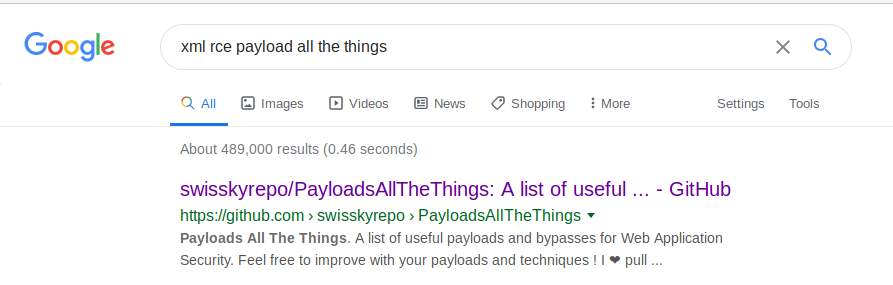 Google
xml rce payload all the things
All Images Videos News Shopping More Settings Tools
About 489,000 results (0.46 seconds)
swisskyrepo/PayloadsAllTheThings: A list of useful ... - GitHub
https://github.com › swisskyrepo › PayloadsAllTheThings
Payloads All The Things. A list of useful payloads and bypasses for Web Application
Security. Feel free to improve with your payloads and techniques ! I ❤ pull ...